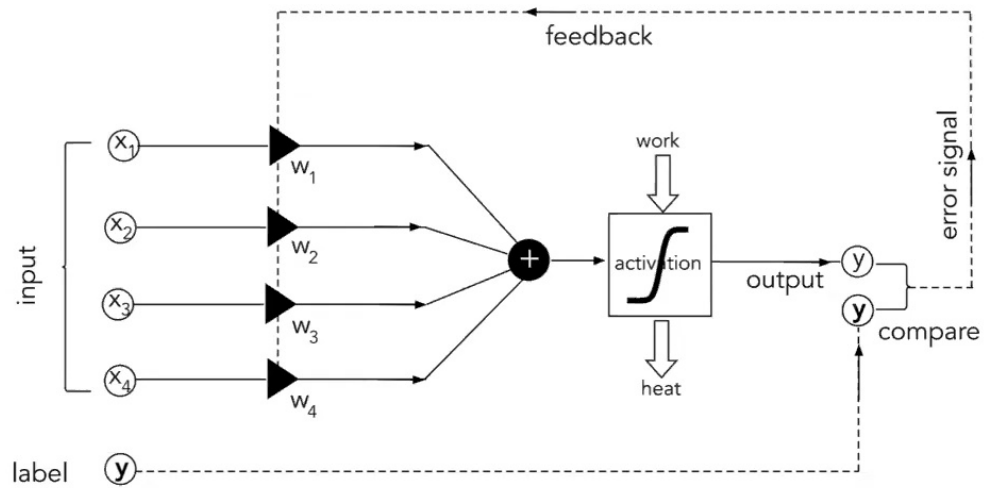 feedback
error signal
input
x₁
w₁
x₂
w₂
x₃
w₃
x₄
w₄
+
work
activation
heat
output
y
y
compare
label
y